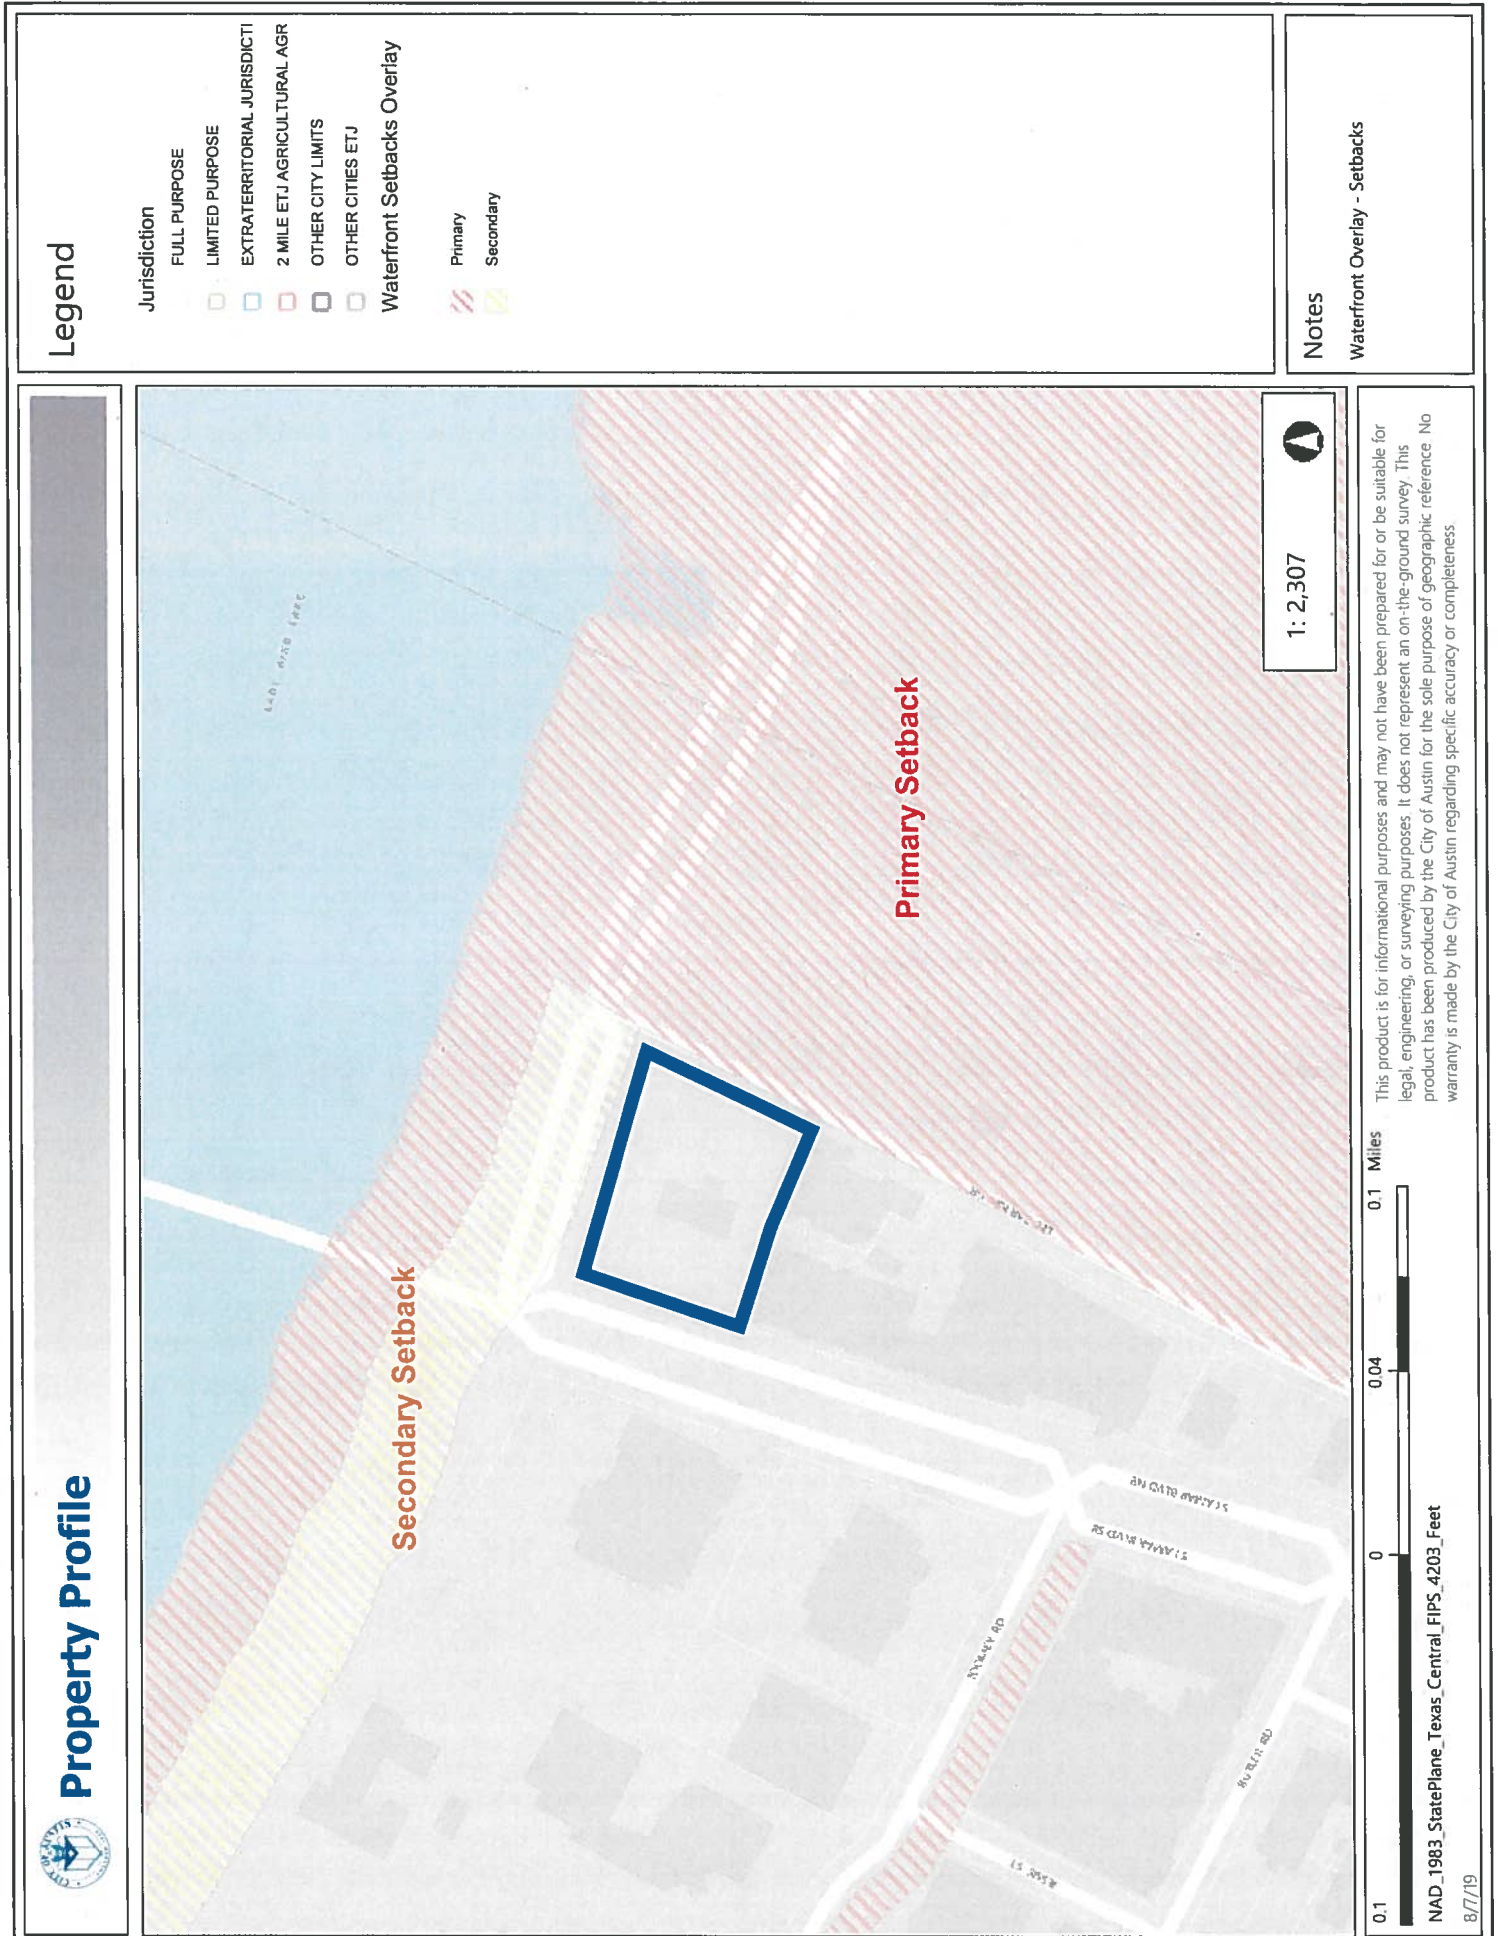 Property Profile
CITY OF AUSTIN
Legend
Jurisdiction
FULL PURPOSE
LIMITED PURPOSE
EXTRATERRITORIAL JURISDICTI
2 MILE ETJ AGRICULTURAL AGR
OTHER CITY LIMITS
OTHER CITIES ETJ
Waterfront Setbacks Overlay
Primary
Secondary
Secondary Setback
Primary Setback
1: 2,307
Notes
Waterfront Overlay - Setbacks
0.1
0
0.04
0.1 Miles
NAD_1983_StatePlane_Texas_Central_FIPS_4203_Feet
8/7/19
This product is for informational purposes and may not have been prepared for or be suitable for
legal, engineering, or surveying purposes. It does not represent an on-the-ground survey. This
product has been produced by the City of Austin for the sole purpose of geographic reference. No
warranty is made by the City of Austin regarding specific accuracy or completeness